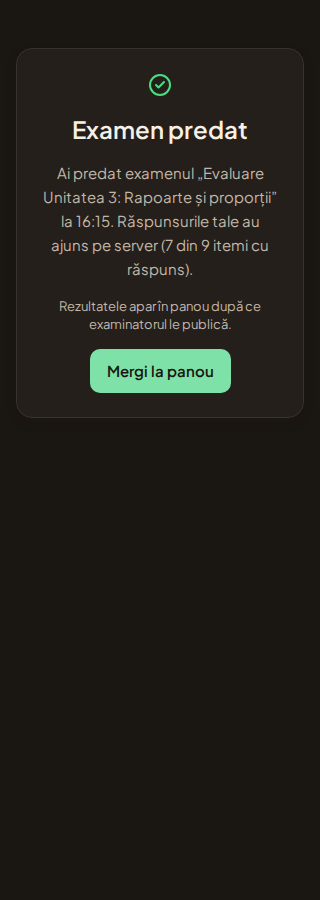 Examen predat
Ai predat examenul „Evaluare
Unitatea 3: Rapoarte și proporții”
la 16:15. Răspunsurile tale au
ajuns pe server (7 din 9 itemi cu
răspuns).
Rezultatele apar în panou după ce
examinatorul le publică.
Mergi la panou